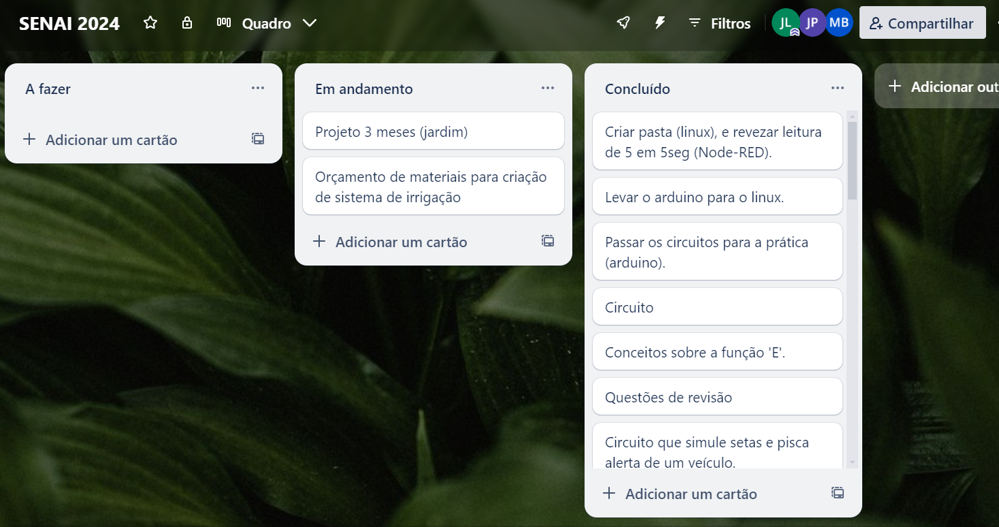 SENAI 2024
Quadro
Filtros
JL
JP
MB
Compartilhar
A fazer
Adicionar um cartão
Em andamento
Projeto 3 meses (jardim)
Orçamento de materiais para criação
de sistema de irrigação
Adicionar um cartão
Concluído
Criar pasta (linux), e revezar leitura
de 5 em 5seg (Node-RED).
Levar o arduino para o linux.
Passar os circuitos para a prática
(arduino).
Circuito
Conceitos sobre a função 'E'.
Questões de revisão
Circuito que simule setas e pisca
alerta de um veículo.
Adicionar um cartão
Adicionar out